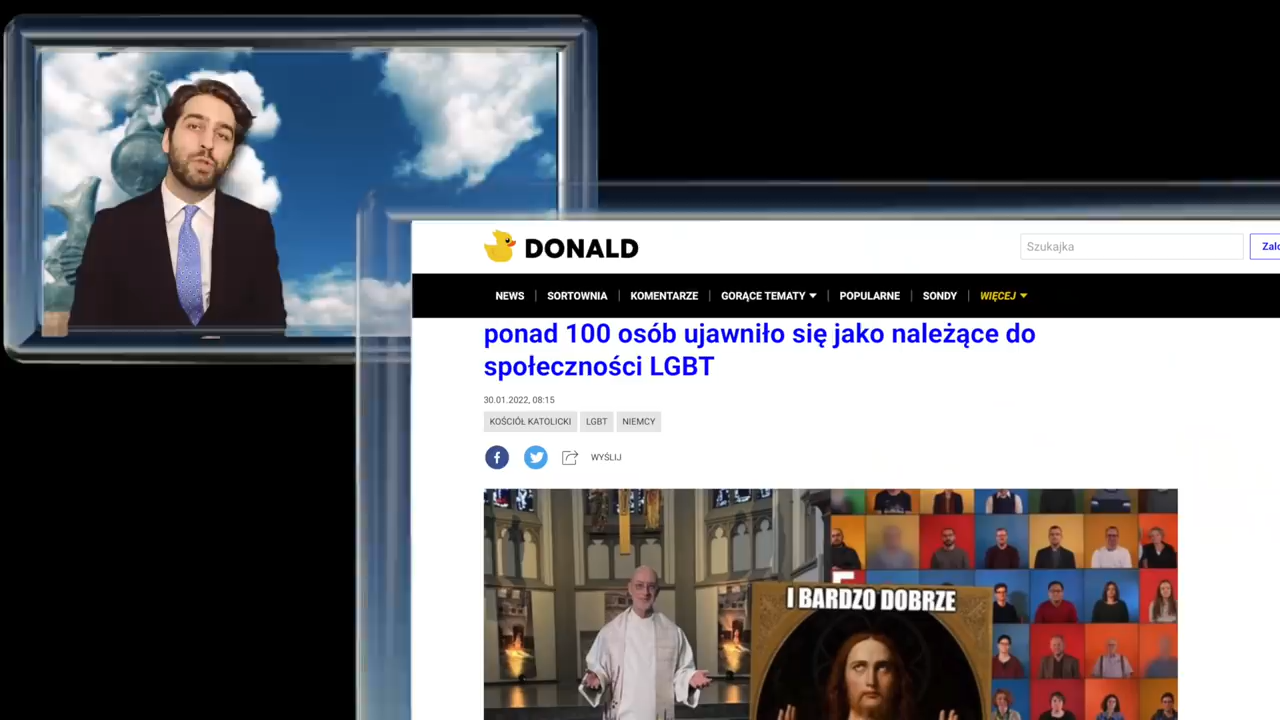 DONALD
Szukajka
NEWS
SORTOWNIA
KOMENTARZE
GORĄCE TEMATY
POPULARNE
SONDY
WIĘCEJ
ponad 100 osób ujawniło się jako należące do
społeczności LGBT
30.01.2022, 08:15
KOŚCIÓŁ KATOLICKI
LGBT
NIEMCY
WYŚLIJ
I BARDZO DOBRZE